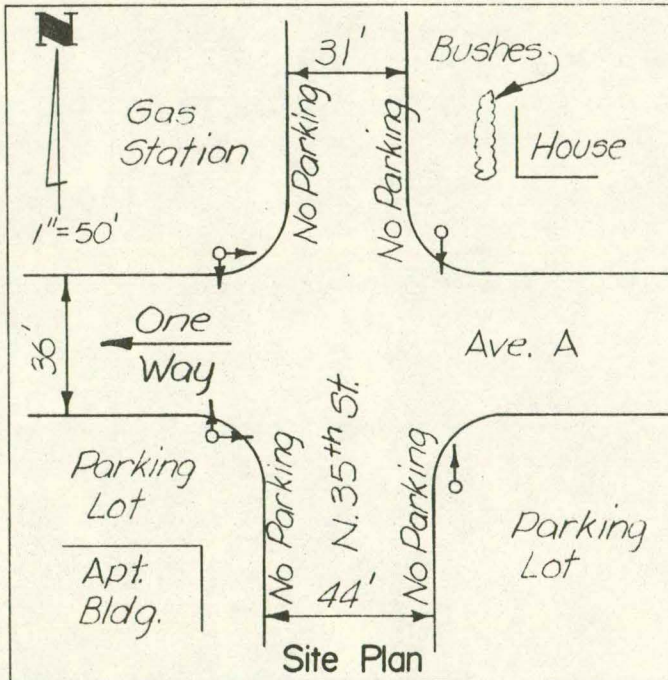 N
31'
Bushes
Gas
Station
No Parking
No Parking
House
1"=50'
36'
One
Way
Ave. A
N. 35th St.
Parking
Lot
No Parking
No Parking
Parking
Lot
Apt.
Bldg.
44'
Site Plan